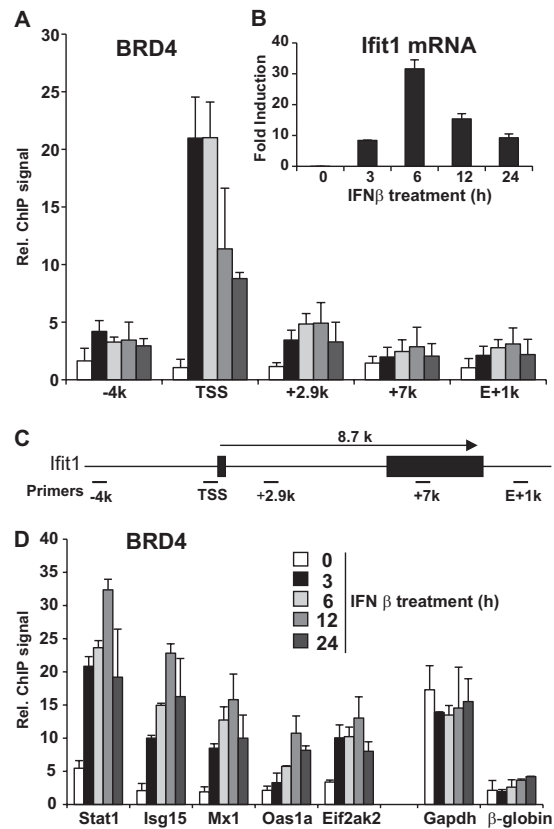 A
BRD4
Rel. ChIP signal
35
30
25
20
15
10
5
0
-4k TSS +2.9k +7k E+1k
B
Ifit1 mRNA
Fold Induction
40
30
20
10
0
0 3 6 12 24
IFNβ treatment (h)
C
8.7 k
Ifit1
Primers -4k TSS +2.9k +7k E+1k
D
BRD4
Rel. ChIP signal
40
35
30
25
20
15
10
5
0
0
3
6
12
24
IFN β treatment (h)
Stat1 Isg15 Mx1 Oas1a Eif2ak2 Gapdh β-globin